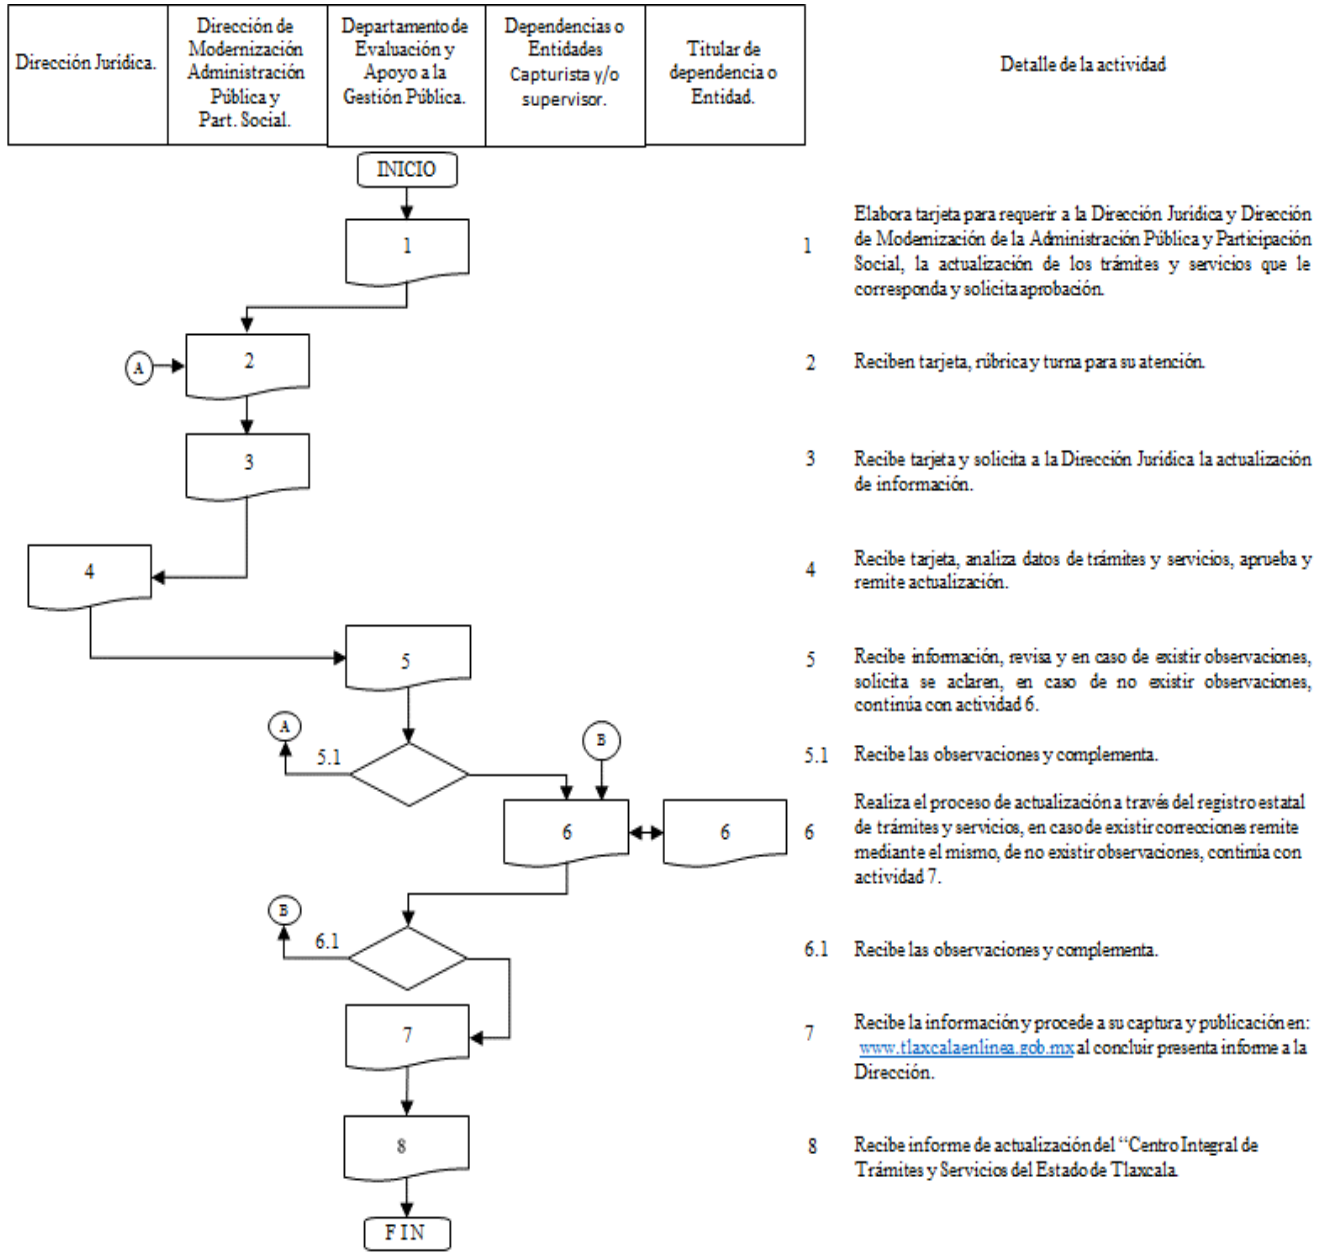 Dirección Jurídica.
Dirección de
Modernización
Administración
Pública y
Part. Social.
Departamento de
Evaluación y
Apoyo a la
Gestión Pública.
Dependencias o
Entidades
Capturista y/o
supervisor.
Titular de
dependencia o
Entidad.
Detalle de la actividad
INICIO
1
1
Elabora tarjeta para requerir a la Dirección Jurídica y Dirección
de Modernización de la Administración Pública y Participación
Social, la actualización de los trámites y servicios que le
corresponda y solicita aprobación.
A
2
2
Reciben tarjeta, rúbrica y turna para su atención.
3
3
Recibe tarjeta y solicita a la Dirección Jurídica la actualización
de información.
4
4
Recibe tarjeta, analiza datos de trámites y servicios, aprueba y
remite actualización.
5
5
Recibe información, revisa y en caso de existir observaciones,
solicita se aclaren, en caso de no existir observaciones,
continúa con actividad 6.
A
5.1
B
5.1
Recibe las observaciones y complementa.
6
6
6
Realiza el proceso de actualización a través del registro estatal
de trámites y servicios, en caso de existir correcciones remite
mediante el mismo, de no existir observaciones, continúa con
actividad 7.
B
6.1
6.1
Recibe las observaciones y complementa.
7
7
Recibe la información y procede a su captura y publicación en:
www.tlaxcalaenlinea.gob.mx al concluir presenta informe a la
Dirección.
8
8
Recibe informe de actualización del “Centro Integral de
Trámites y Servicios del Estado de Tlaxcala.
F I N